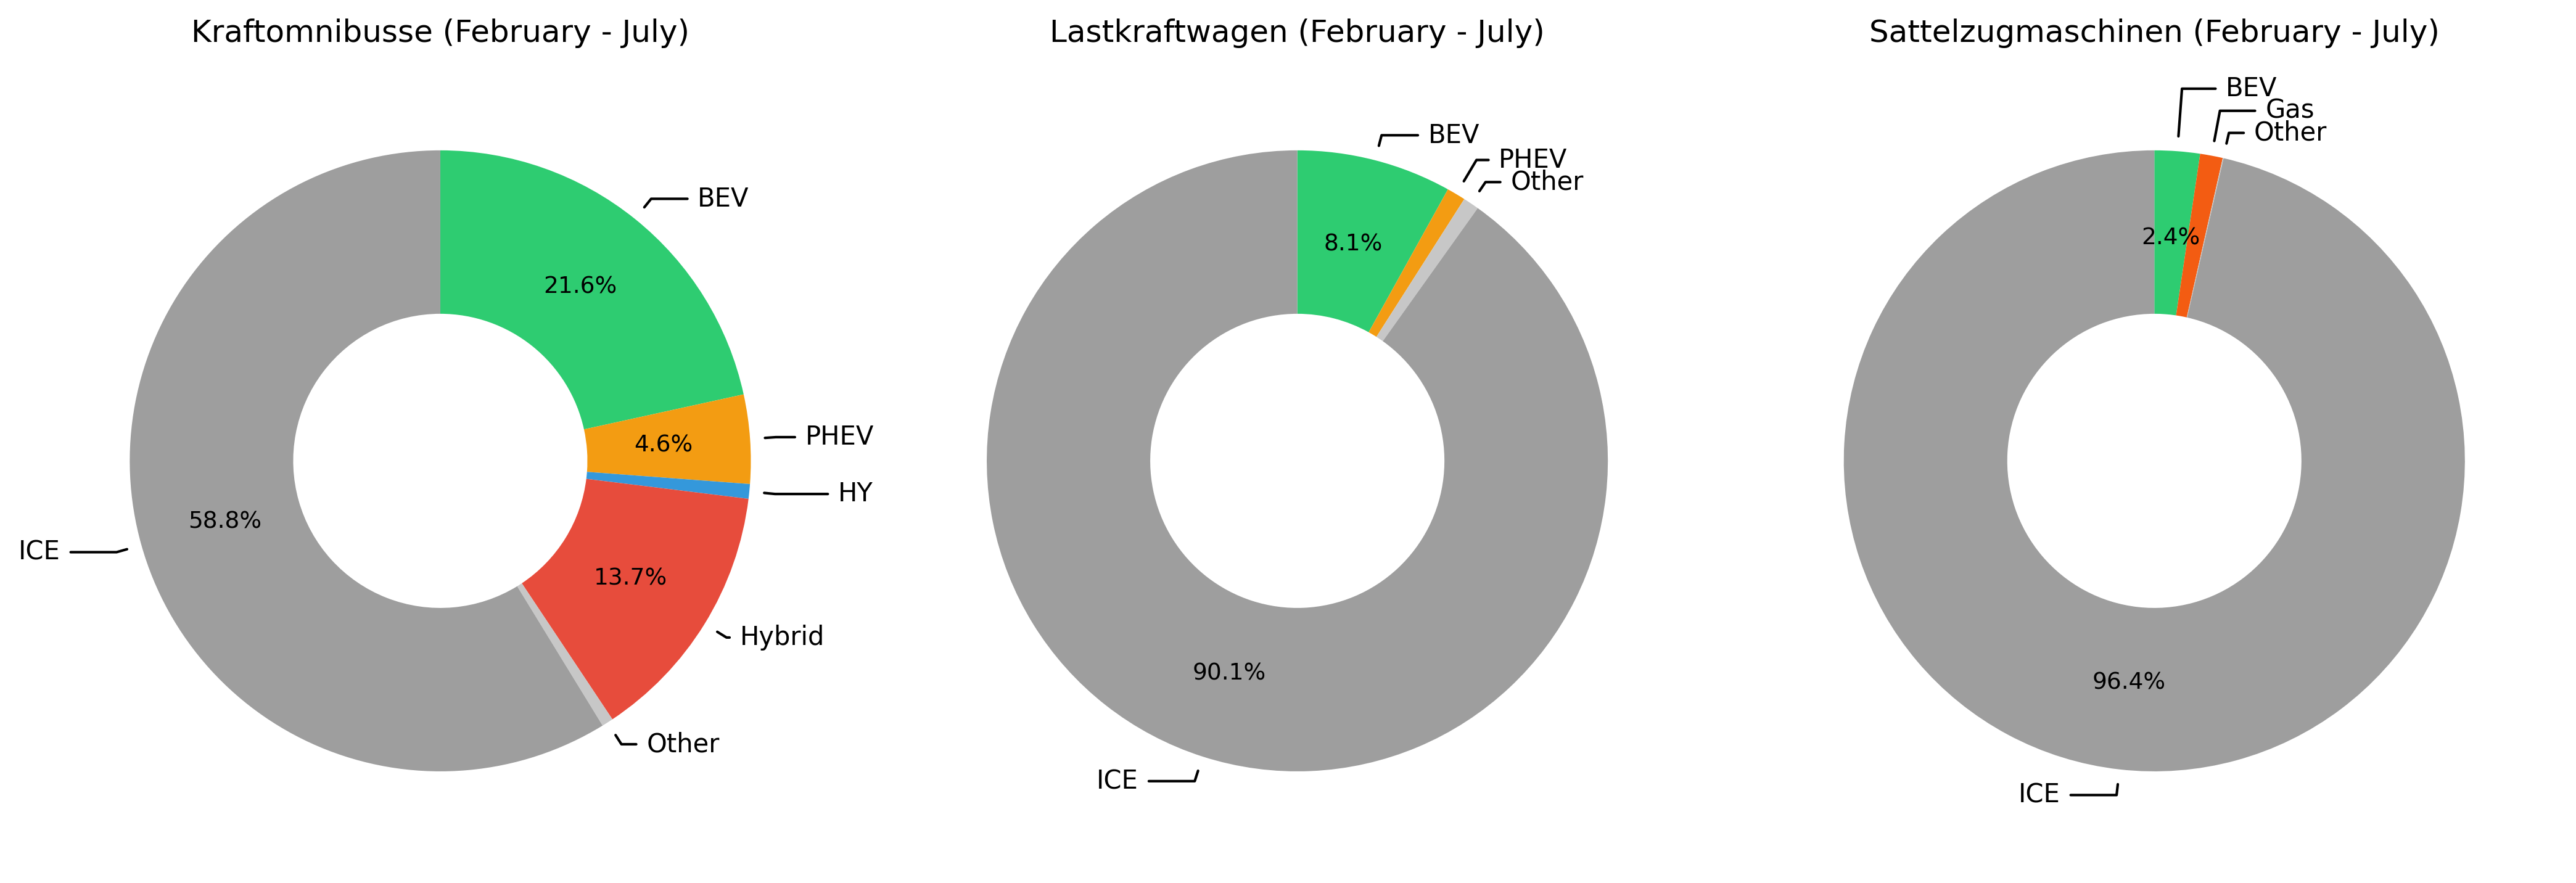 Kraftomnibusse (February - July)
BEV
21.6%
PHEV
4.6%
HY
58.8%
ICE
13.7%
Hybrid
Other
Lastkraftwagen (February - July)
BEV
PHEV
Other
8.1%
90.1%
ICE
Sattelzugmaschinen (February - July)
BEV
Gas
Other
2.4%
96.4%
ICE